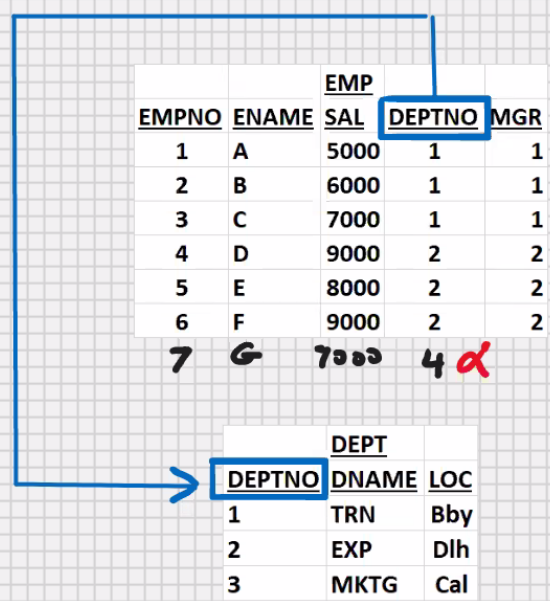 EMP
EMPNO ENAME SAL DEPTNO MGR
1 A 5000 1 1
2 B 6000 1 1
3 C 7000 1 1
4 D 9000 2 2
5 E 8000 2 2
6 F 9000 2 2
7 G 7000 4
DEPT
DEPTNO DNAME LOC
1 TRN Bby
2 EXP Dlh
3 MKTG Cal